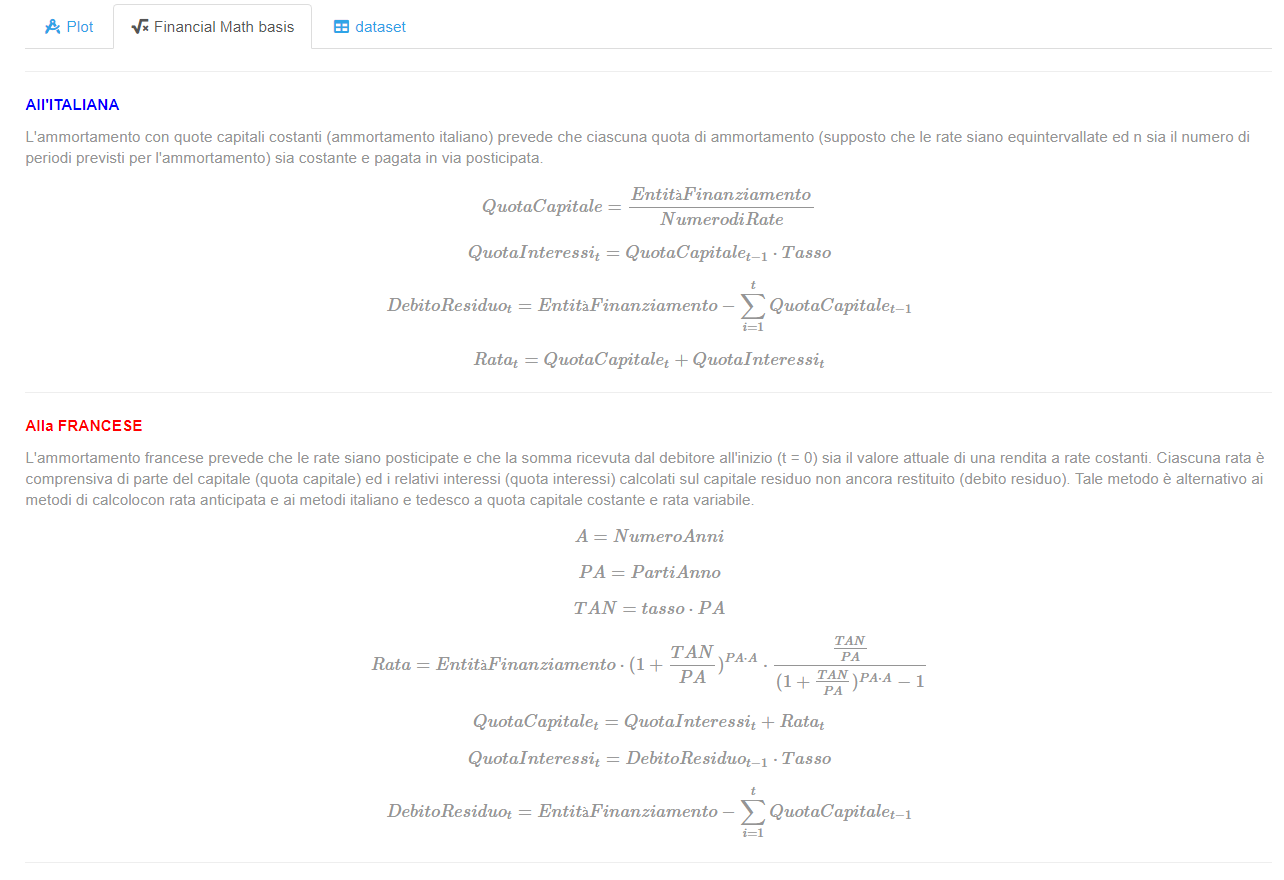 Plot
Financial Math basis
dataset
All'ITALIANA
L'ammortamento con quote capitali costanti (ammortamento italiano) prevede che ciascuna quota di ammortamento (supposto che le rate siano equintervallate ed n sia il numero di
periodi previsti per l'ammortamento) sia costante e pagata in via posticipata.
QuotaCapitale = \frac{EntitàFinanziamento}{NumerodiRate}
QuotaInteressi_t = QuotaCapitale_{t-1} · Tasso
DebitoResiduo_t = EntitàFinanziamento − \sum_{i=1}^{t} QuotaCapitale_{t-1}
Rata_t = QuotaCapitale_t + QuotaInteressi_t
Alla FRANCESE
L'ammortamento francese prevede che le rate siano posticipate e che la somma ricevuta dal debitore all'inizio (t = 0) sia il valore attuale di una rendita a rate costanti. Ciascuna rata è
comprensiva di parte del capitale (quota capitale) ed i relativi interessi (quota interessi) calcolati sul capitale residuo non ancora restituito (debito residuo). Tale metodo è alternativo ai
metodi di calcolocon rata anticipata e ai metodi italiano e tedesco a quota capitale costante e rata variabile.
A = NumeroAnni
PA = PartiAnno
TAN = tasso · PA
Rata = EntitàFinanziamento · (1 + \frac{TAN}{PA})^{PA·A} · \frac{\frac{TAN}{PA}}{(1 + \frac{TAN}{PA})^{PA·A} − 1}
QuotaCapitale_t = QuotaInteressi_t + Rata_t
QuotaInteressi_t = DebitoResiduo_{t-1} · Tasso
DebitoResiduo_t = EntitàFinanziamento − \sum_{i=1}^{t} QuotaCapitale_{t-1}